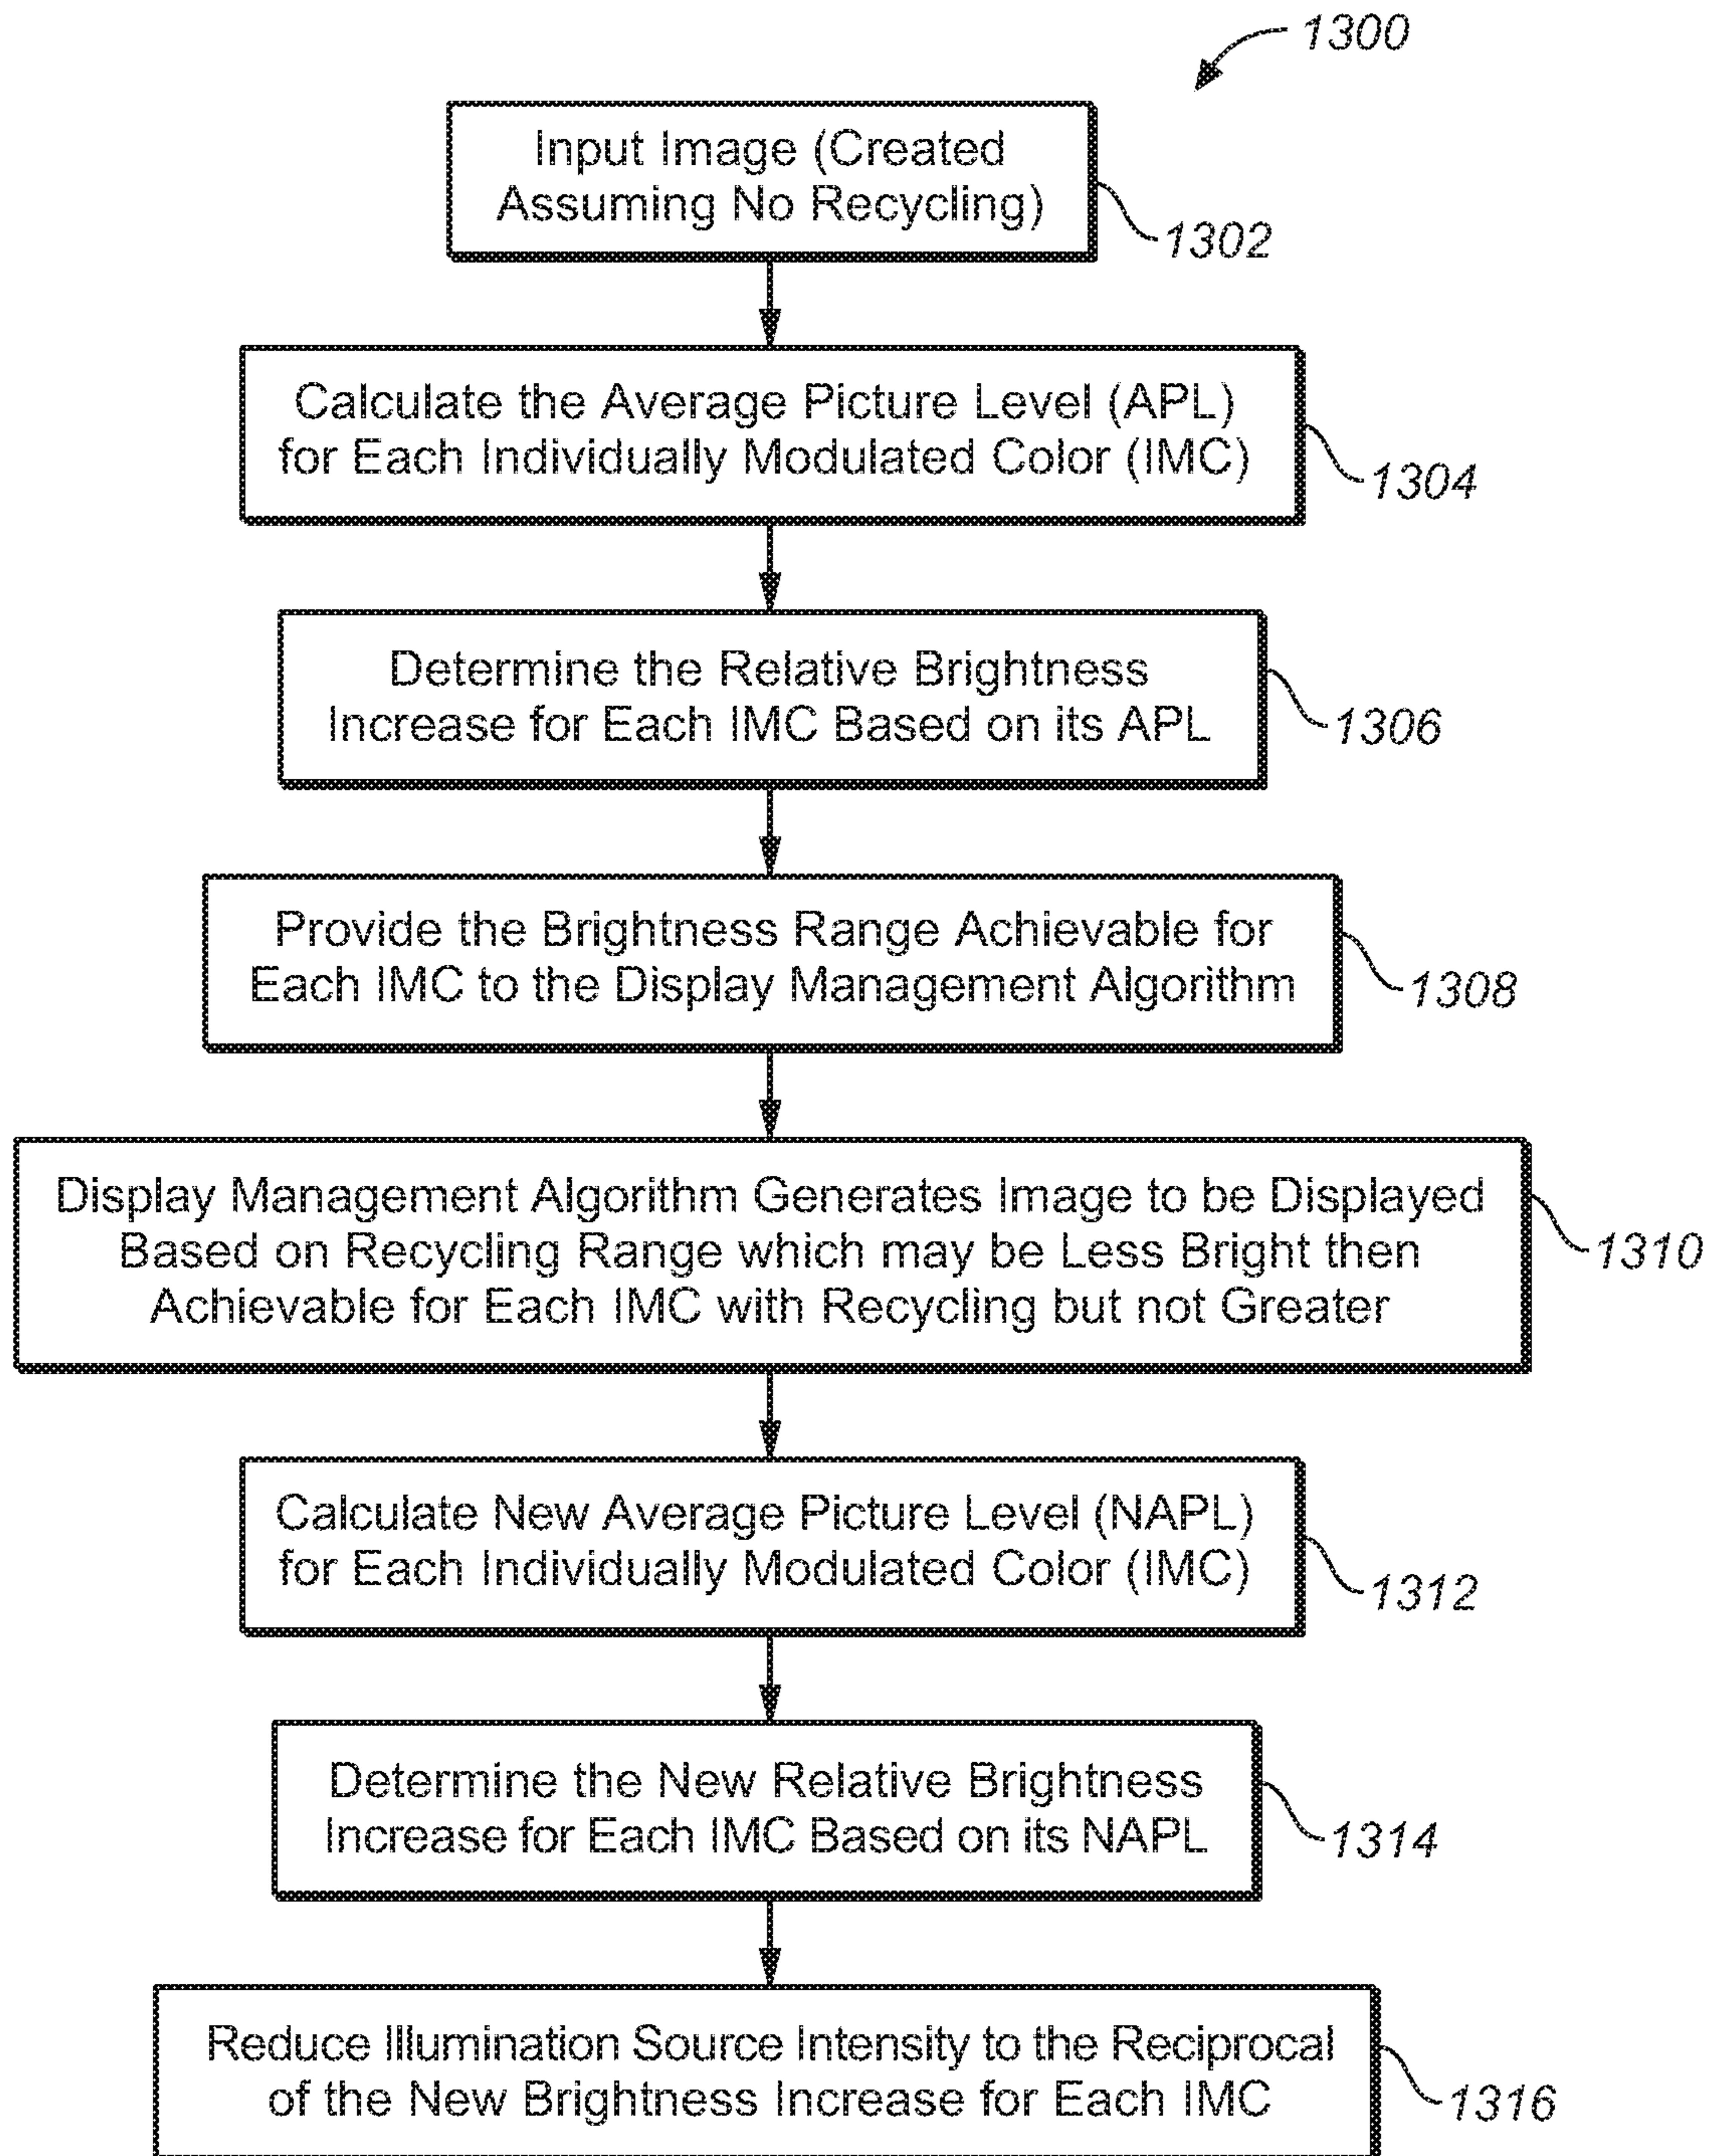 1300
Input Image (Created
Assuming No Recycling)
1302
Calculate the Average Picture Level (APL)
for Each Individually Modulated Color (IMC)
1304
Determine the Relative Brightness
Increase for Each IMC Based on its APL
1306
Provide the Brightness Range Achievable for
Each IMC to the Display Management Algorithm
1308
Display Management Algorithm Generates Image to be Displayed
Based on Recycling Range which may be Less Bright then
Achievable for Each IMC with Recycling but not Greater
1310
Calculate New Average Picture Level (NAPL)
for Each Individually Modulated Color (IMC)
1312
Determine the New Relative Brightness
Increase for Each IMC Based on its NAPL
1314
Reduce Illumination Source Intensity to the Reciprocal
of the New Brightness Increase for Each IMC
1316